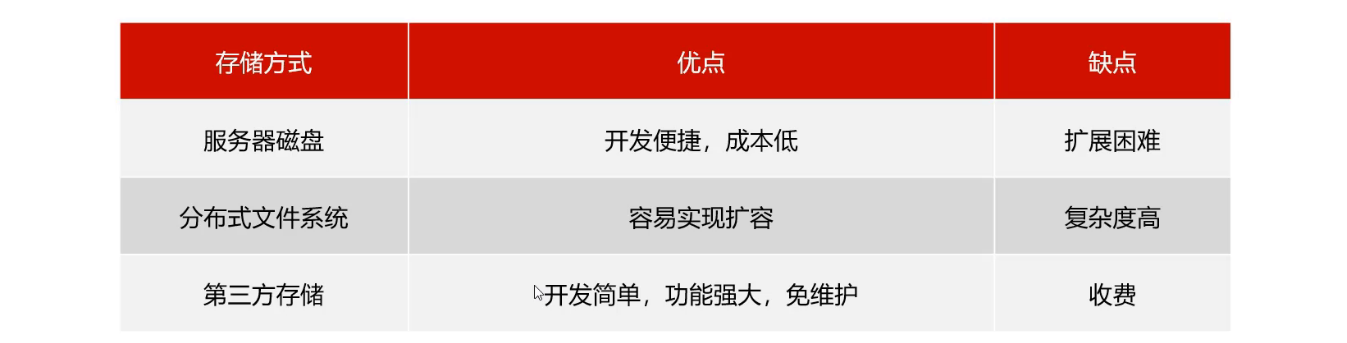 存储方式 优点 缺点
服务器磁盘 开发便捷，成本低 扩展困难
分布式文件系统 容易实现扩容 复杂度高
第三方存储 开发简单，功能强大，免维护 收费